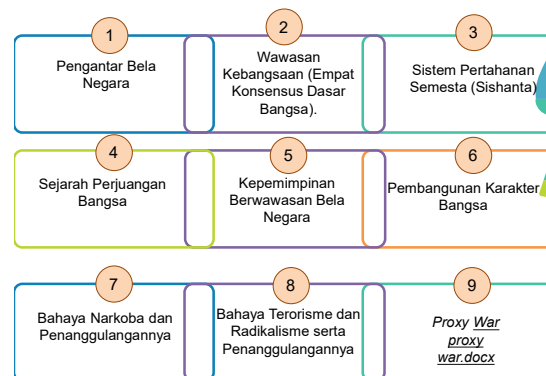 1
Pengantar Bela
Negara
2
Wawasan
Kebangsaan (Empat
Konsensus Dasar
Bangsa).
3
Sistem Pertahanan
Semesta (Sishanta)
4
Sejarah Perjuangan
Bangsa
5
Kepemimpinan
Berwawasan Bela
Negara
6
Pembangunan Karakter
Bangsa
7
Bahaya Narkoba dan
Penanggulangannya
8
Bahaya Terorisme dan
Radikalisme serta
Penanggulangannya
9
Proxy War
proxy
war.docx